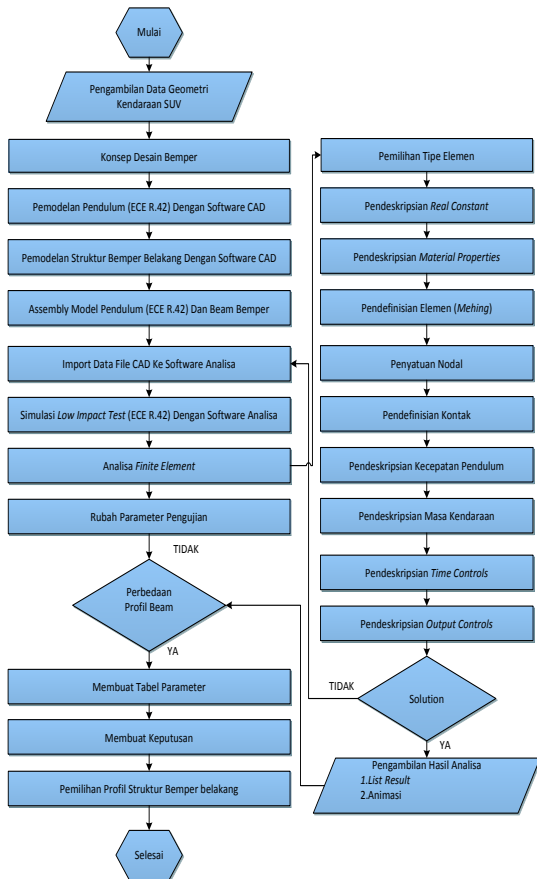 Mulai
Pengambilan Data Geometri
Kendaraan SUV
Konsep Desain Bemper
Pemodelan Pendulum (ECE R.42) Dengan Software CAD
Pemodelan Struktur Bemper Belakang Dengan Software CAD
Assembly Model Pendulum (ECE R.42) Dan Beam Bemper
Import Data File CAD Ke Software Analisa
Simulasi Low Impact Test (ECE R.42) Dengan Software Analisa
Analisa Finite Element
Rubah Parameter Pengujian
TIDAK
Perbedaan
Profil Beam
YA
Membuat Tabel Parameter
Membuat Keputusan
Pemilihan Profil Struktur Bemper belakang
Selesai
Pemilihan Tipe Elemen
Pendeskripsian Real Constant
Pendeskripsian Material Properties
Pendefinisian Elemen (Mehing)
Penyatuan Nodal
Pendefinisian Kontak
Pendeskripsian Kecepatan Pendulum
Pendeskripsian Masa Kendaraan
Pendeskripsian Time Controls
Pendeskripsian Output Controls
TIDAK
Solution
YA
Pengambilan Hasil Analisa
1.List Result
2.Animasi